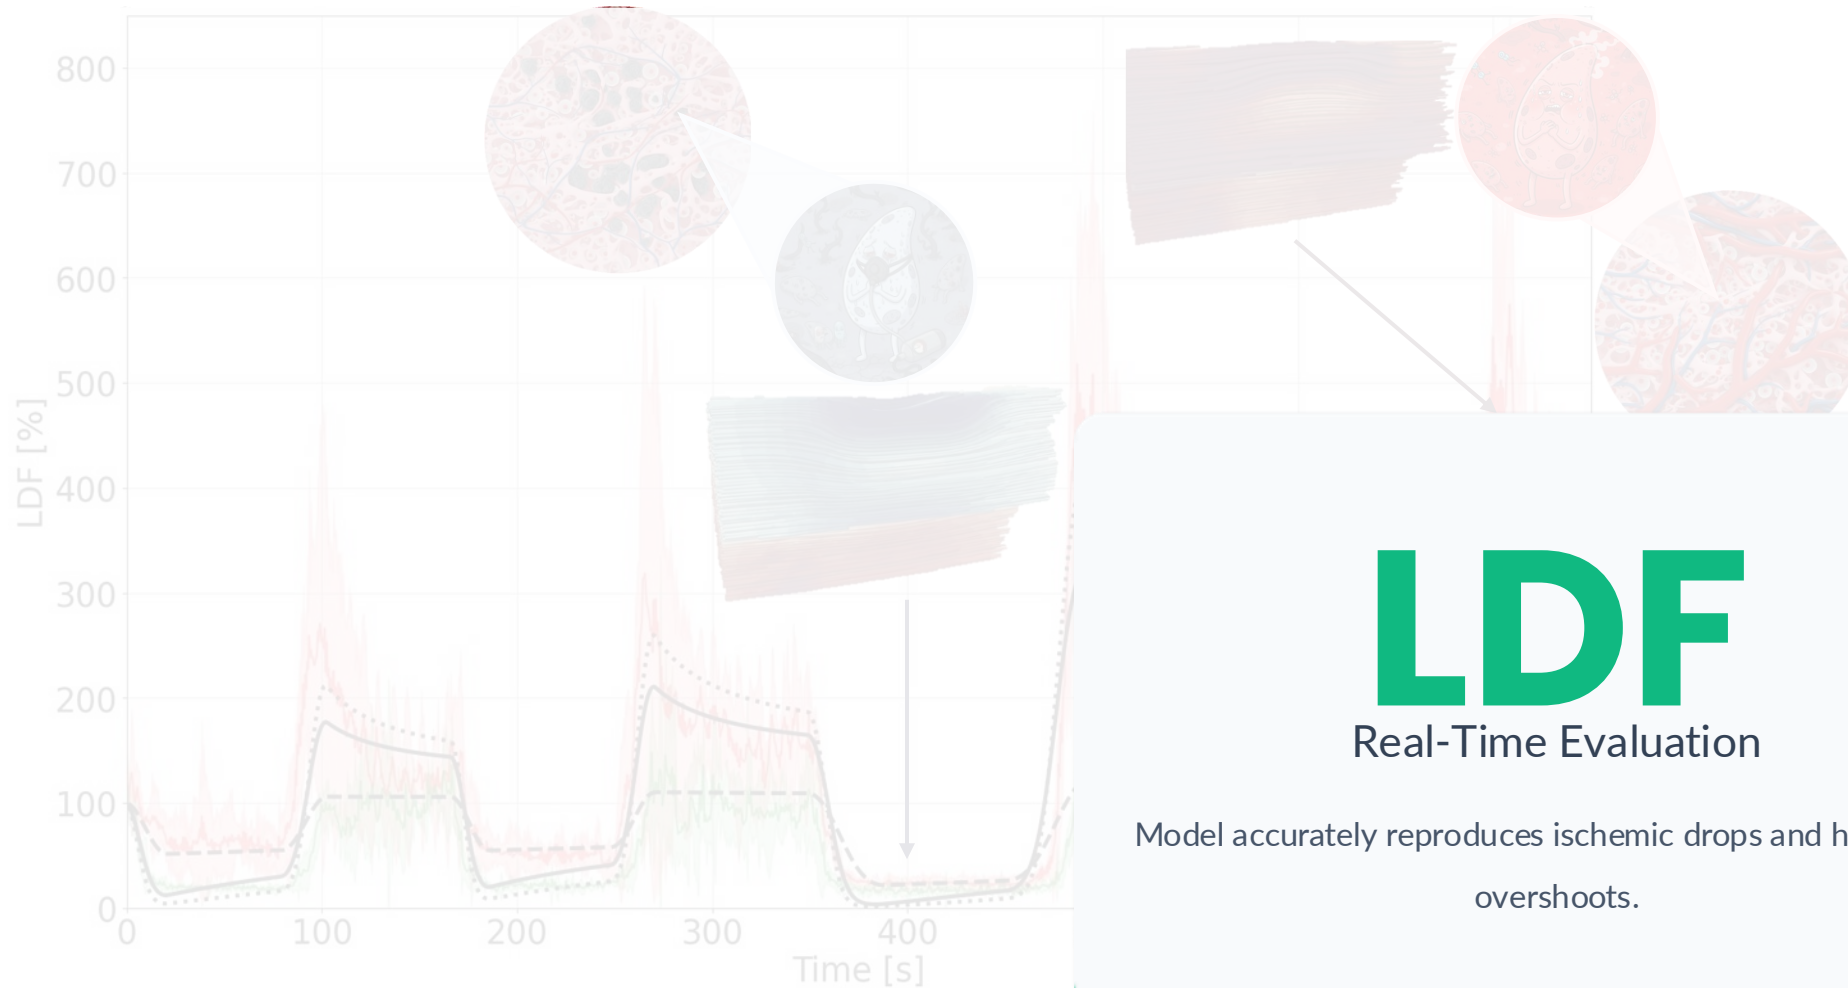 800
700
600
500
400
300
200
100
0
LDF [%]
0 100 200 300 400
Time [s]
LDF
Real-Time Evaluation
Model accurately reproduces ischemic drops and h
overshoots.